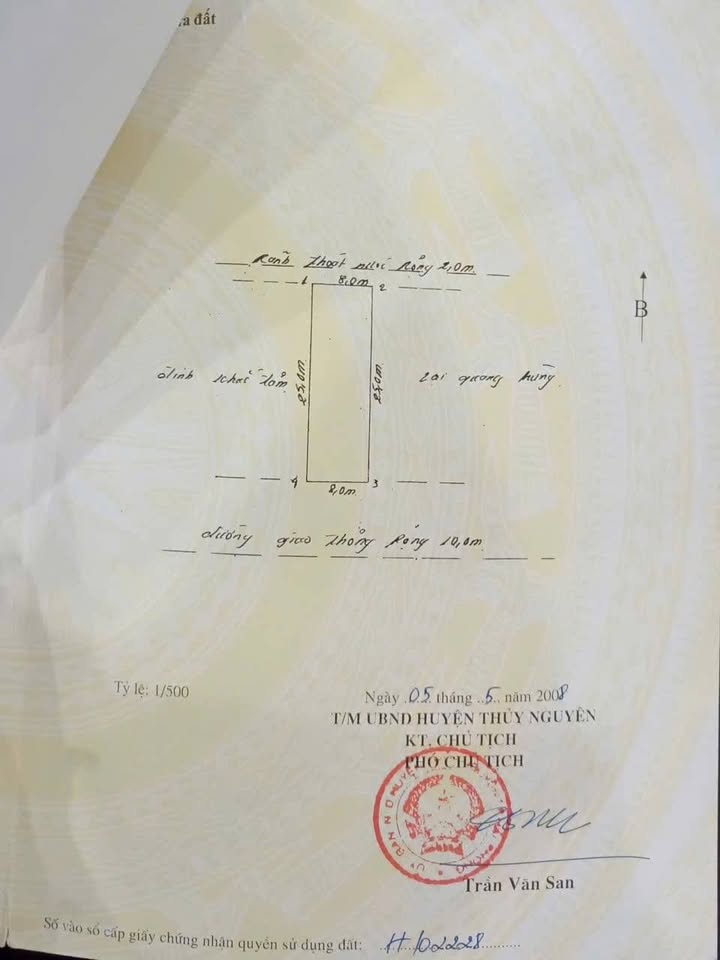 đất
Rãnh thoát nước Rộng 2,0m
1 8,0m 2
B
25,0m
25,0m
đinh khắc
Lại quang hùng
4 8,0m 3
đường giao thông Rộng 10,0m
Tỷ lệ: 1/500
Ngày 05 tháng 5 năm 2008
T/M UBND HUYỆN THỦY NGUYÊN
KT. CHỦ TỊCH
PHÓ CHỦ TỊCH
Trần Văn San
Số vào sổ cấp giấy chứng nhận quyền sử dụng đất: H/02228